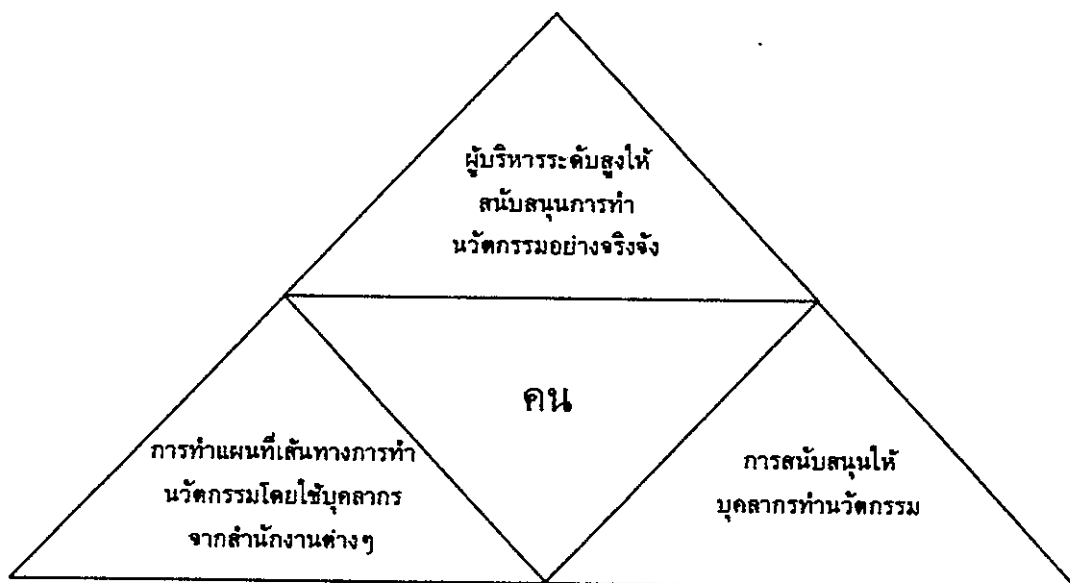 ผู้บริหารระดับสูงให้
สนับสนุนการทำ
นวัตกรรมอย่างจริงจัง
คน
การทำแผนที่เส้นทางการทำ
นวัตกรรมโดยใช้บุคลากร
จากสำนักงานต่างๆ
การสนับสนุนให้
บุคลากรทำนวัตกรรม